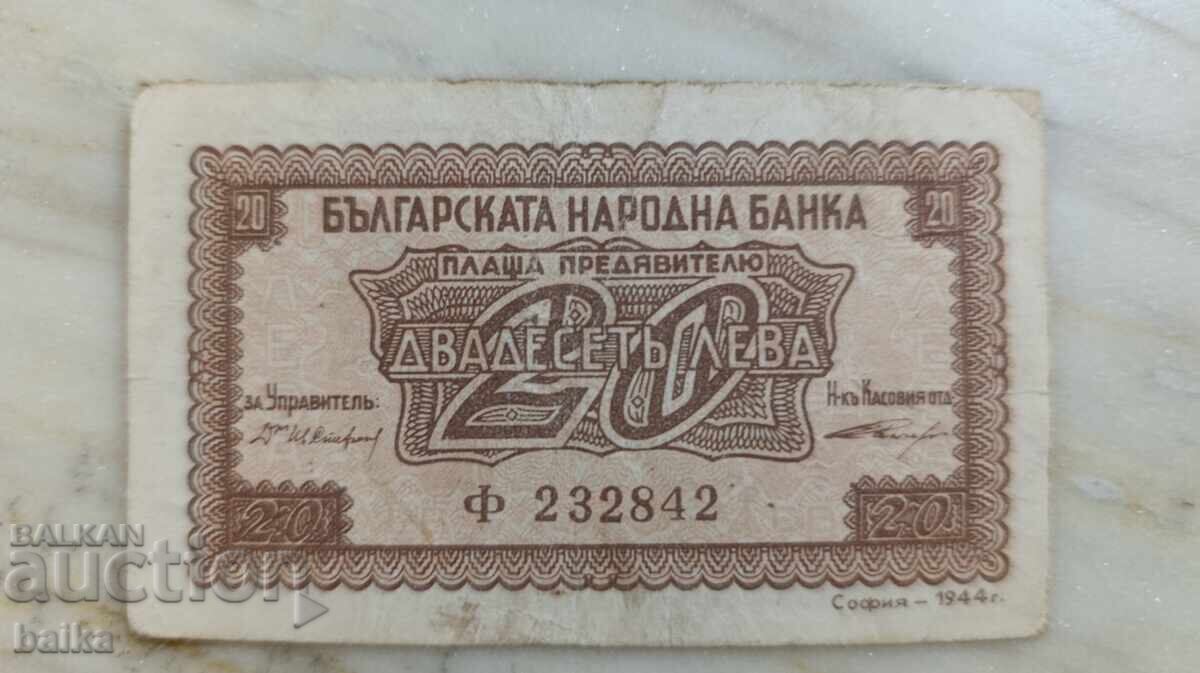 20 БЪЛГАРСКАТА НАРОДНА БАНКА 20
ПЛАЩА ПРЕДЯВИТЕЛЮ
20
ДВАДЕСЕТЬ ЛЕВА
за Управитель:
Н-къ Касовия отд.
Ф 232842
20 20
София – 1944 г.
BALKAN
auction
baika